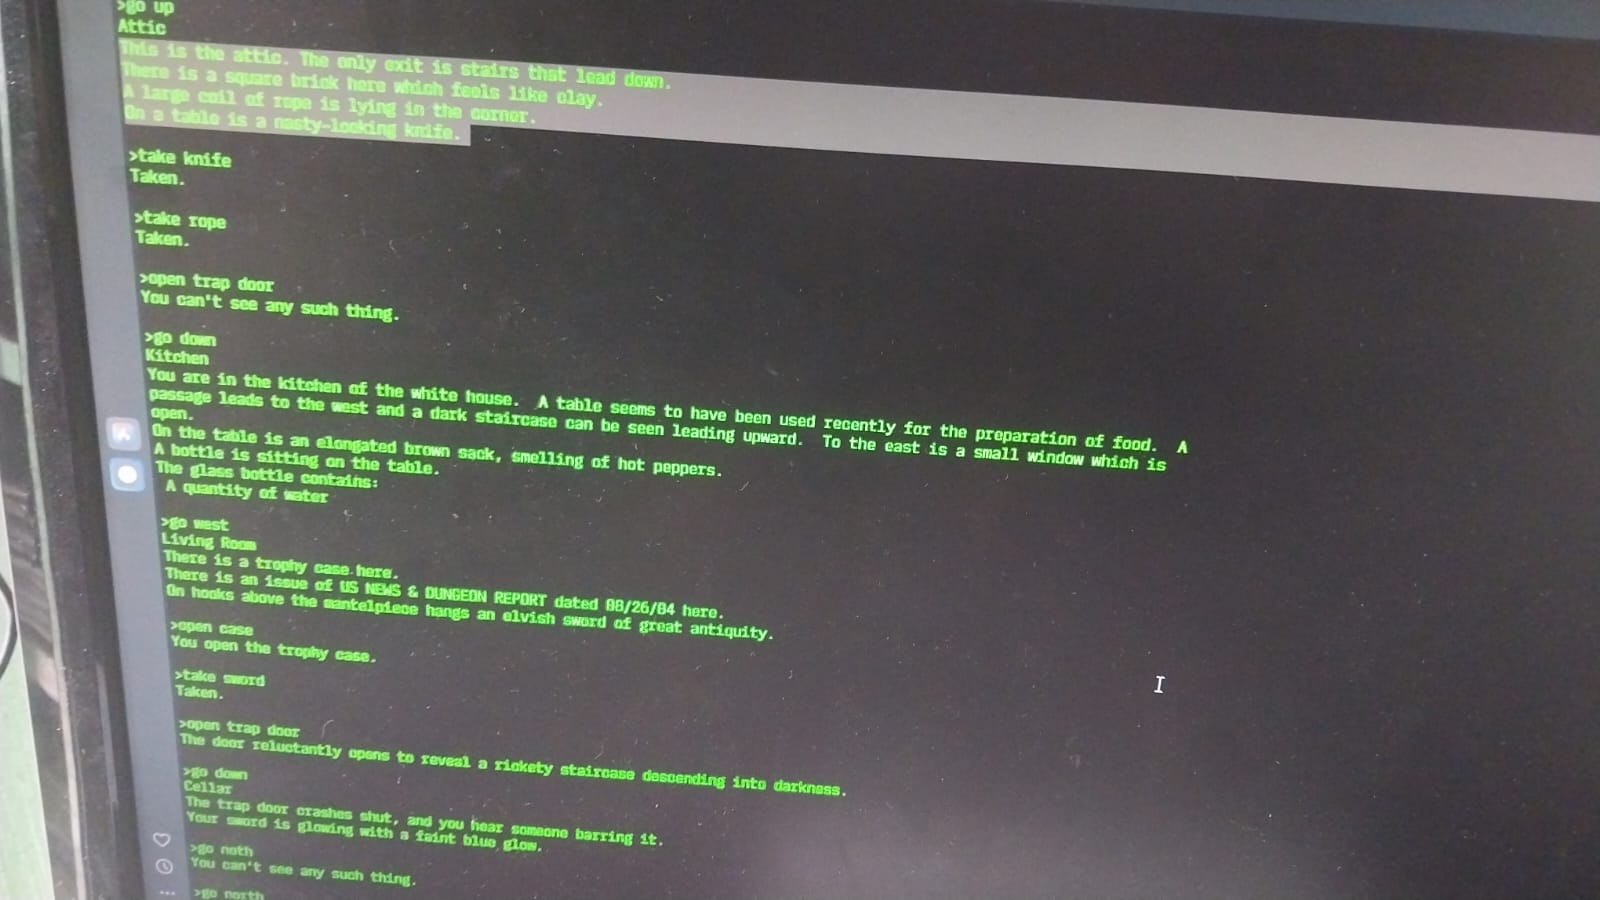 >go up
Attic
This is the attic. The only exit is stairs that lead down.
There is a square brick here which feels like clay.
A large coil of rope is lying in the corner.
On a table is a nasty-looking knife.
>take knife
Taken.
>take rope
Taken.
>open trap door
You can't see any such thing.
>go down
Kitchen
You are in the kitchen of the white house. A table seems to have been used recently for the preparation of food. A
passage leads to the west and a dark staircase can be seen leading upward. To the east is a small window which is
open.
On the table is an elongated brown sack, smelling of hot peppers.
A bottle is sitting on the table.
The glass bottle contains:
A quantity of water
>go west
Living Room
There is a trophy case here.
There is an issue of US NEWS & DUNGEON REPORT dated 08/26/04 here.
On hooks above the mantelpiece hangs an elvish sword of great antiquity.
>open case
You open the trophy case.
>take sword
Taken.
>open trap door
The door reluctantly opens to reveal a rickety staircase descending into darkness.
>go down
Cellar
The trap door crashes shut, and you hear someone barring it.
Your sword is glowing with a faint blue glow.
>go noth
You can't see any such thing.
>go north